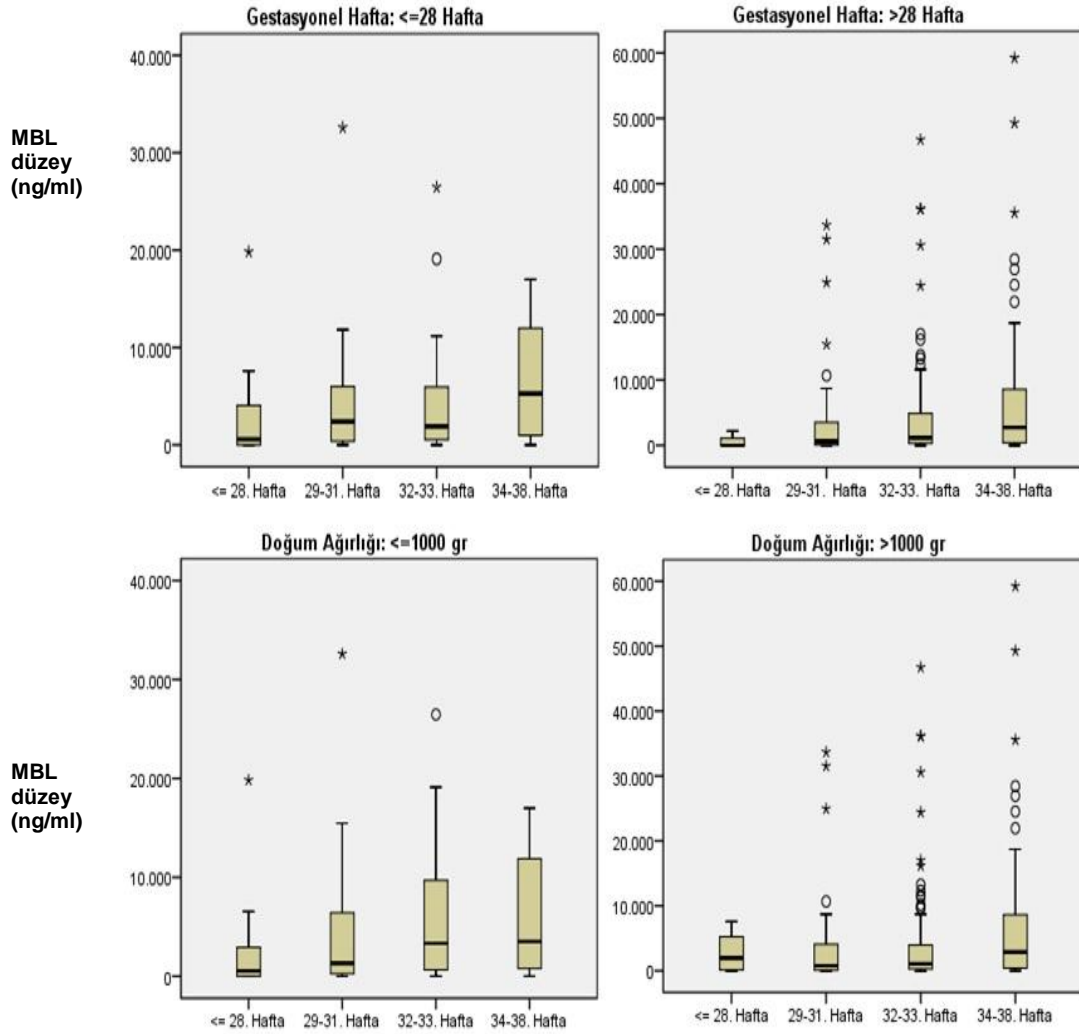 Gestasyonel Hafta: <=28 Hafta
Gestasyonel Hafta: >28 Hafta
MBL
düzey
(ng/ml)
40.000
30.000
20.000
10.000
0
60.000
50.000
40.000
30.000
20.000
10.000
0
<= 28. Hafta 29-31. Hafta 32-33. Hafta 34-38. Hafta
<= 28. Hafta 29-31. Hafta 32-33. Hafta 34-38. Hafta
Doğum Ağırlığı: <=1000 gr
Doğum Ağırlığı: >1000 gr
MBL
düzey
(ng/ml)
40.000
30.000
20.000
10.000
0
60.000
50.000
40.000
30.000
20.000
10.000
0
<= 28. Hafta 29-31. Hafta 32-33. Hafta 34-38. Hafta
<= 28. Hafta 29-31. Hafta 32-33. Hafta 34-38. Hafta